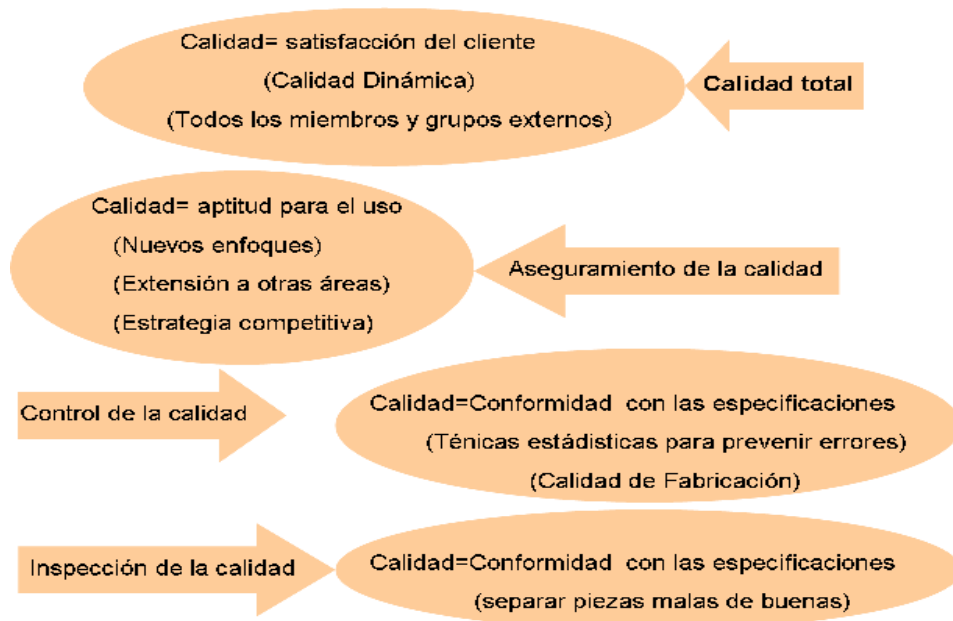 Calidad= satisfacción del cliente
(Calidad Dinámica)
(Todos los miembros y grupos externos)
Calidad total
Calidad= aptitud para el uso
(Nuevos enfoques)
(Extensión a otras áreas)
(Estrategia competitiva)
Aseguramiento de la calidad
Control de la calidad
Calidad=Conformidad con las especificaciones
(Ténicas estádisticas para prevenir errores)
(Calidad de Fabricación)
Inspección de la calidad
Calidad=Conformidad con las especificaciones
(separar piezas malas de buenas)